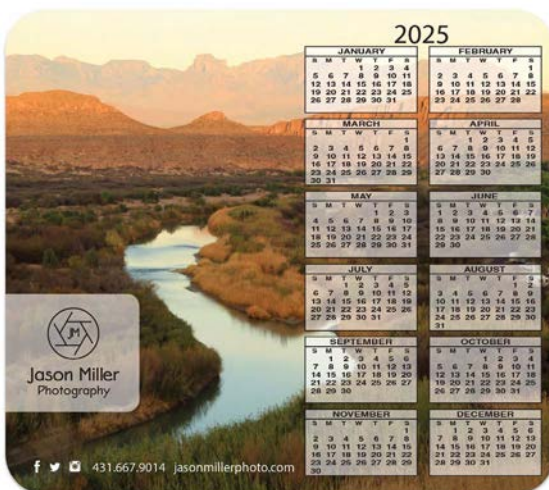 2025
JANUARY
S M T W T F S
1 2 3 4
5 6 7 8 9 10 11
12 13 14 15 16 17 18
19 20 21 22 23 24 25
26 27 28 29 30 31
FEBRUARY
S M T W T F S
1
2 3 4 5 6 7 8
9 10 11 12 13 14 15
16 17 18 19 20 21 22
23 24 25 26 27 28
MARCH
S M T W T F S
1
2 3 4 5 6 7 8
9 10 11 12 13 14 15
16 17 18 19 20 21 22
23 24 25 26 27 28 29
30 31
APRIL
S M T W T F S
1 2 3 4 5
6 7 8 9 10 11 12
13 14 15 16 17 18 19
20 21 22 23 24 25 26
27 28 29 30
MAY
S M T W T F S
1 2 3
4 5 6 7 8 9 10
11 12 13 14 15 16 17
18 19 20 21 22 23 24
25 26 27 28 29 30 31
JUNE
S M T W T F S
1 2 3 4 5 6 7
8 9 10 11 12 13 14
15 16 17 18 19 20 21
22 23 24 25 26 27 28
29 30
JULY
S M T W T F S
1 2 3 4 5
6 7 8 9 10 11 12
13 14 15 16 17 18 19
20 21 22 23 24 25 26
27 28 29 30 31
AUGUST
S M T W T F S
1 2
3 4 5 6 7 8 9
10 11 12 13 14 15 16
17 18 19 20 21 22 23
24 25 26 27 28 29 30
31
SEPTEMBER
S M T W T F S
1 2 3 4 5 6
7 8 9 10 11 12 13
14 15 16 17 18 19 20
21 22 23 24 25 26 27
28 29 30
OCTOBER
S M T W T F S
1 2 3 4
5 6 7 8 9 10 11
12 13 14 15 16 17 18
19 20 21 22 23 24 25
26 27 28 29 30 31
NOVEMBER
S M T W T F S
1
2 3 4 5 6 7 8
9 10 11 12 13 14 15
16 17 18 19 20 21 22
23 24 25 26 27 28 29
30
DECEMBER
S M T W T F S
1 2 3 4 5 6
7 8 9 10 11 12 13
14 15 16 17 18 19 20
21 22 23 24 25 26 27
28 29 30 31
JM
Jason Miller
Photography
431.667.9014 jasonmillerphoto.com